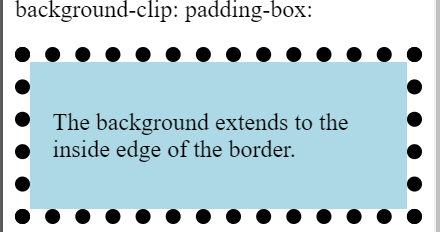 background-clip: padding-box:
The background extends to the
inside edge of the border.